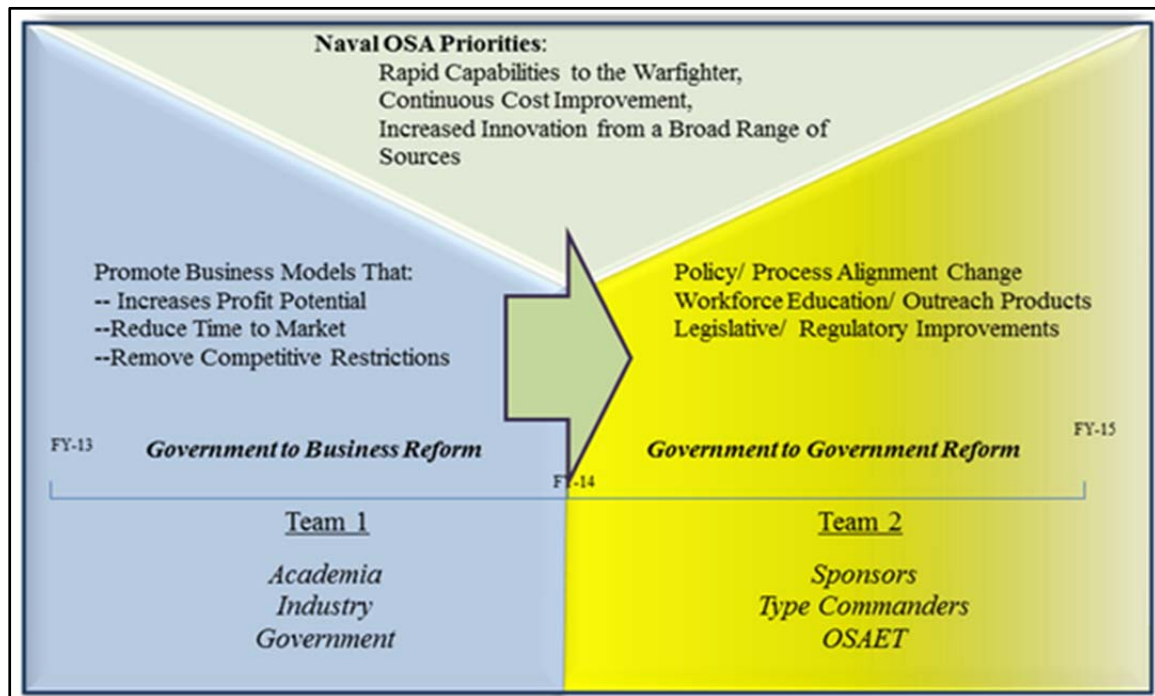 Naval OSA Priorities:
Rapid Capabilities to the Warfighter,
Continuous Cost Improvement,
Increased Innovation from a Broad Range of
Sources
Promote Business Models That:
-- Increases Profit Potential
--Reduce Time to Market
--Remove Competitive Restrictions
Policy/ Process Alignment Change
Workforce Education/ Outreach Products
Legislative/ Regulatory Improvements
FY-13
Government to Business Reform
FY-14
Government to Government Reform
FY-15
Team 1
Academia
Industry
Government
Team 2
Sponsors
Type Commanders
OSAET